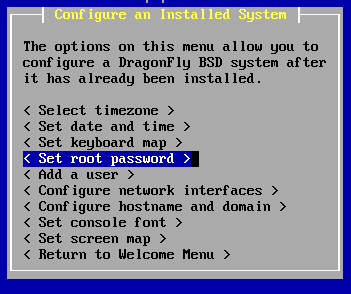 Configure an Installed System
The options on this menu allow you to
configure a DragonFly BSD system after
it has already been installed.
< Select timezone >
< Set date and time >
< Set keyboard map >
< Set root password >
< Add a user >
< Configure network interfaces >
< Configure hostname and domain >
< Set console font >
< Set screen map >
< Return to Welcome Menu >